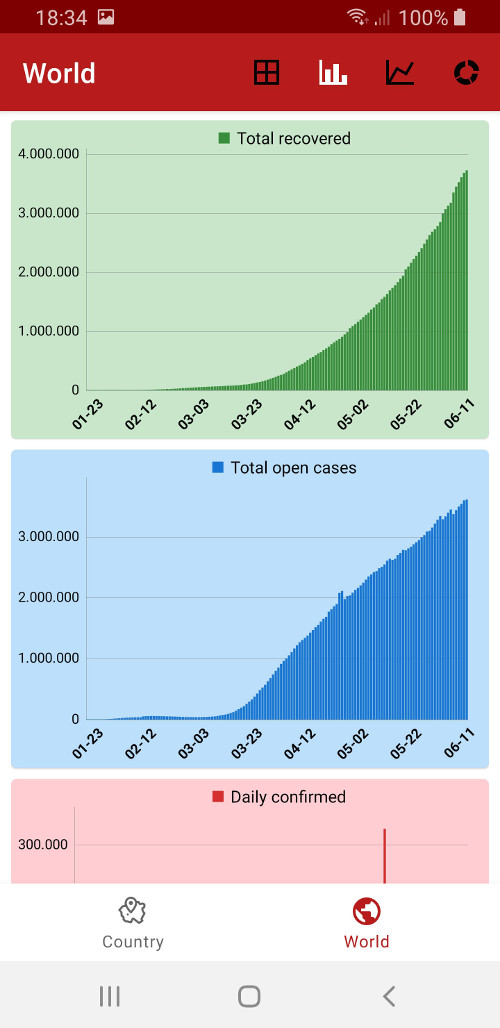 18:34 100%
World
Total recovered
4.000.000
3.000.000
2.000.000
1.000.000
0
01-23 02-12 03-03 03-23 04-12 05-02 05-22 06-11
Total open cases
3.000.000
2.000.000
1.000.000
0
01-23 02-12 03-03 03-23 04-12 05-02 05-22 06-11
Daily confirmed
300.000
Country World